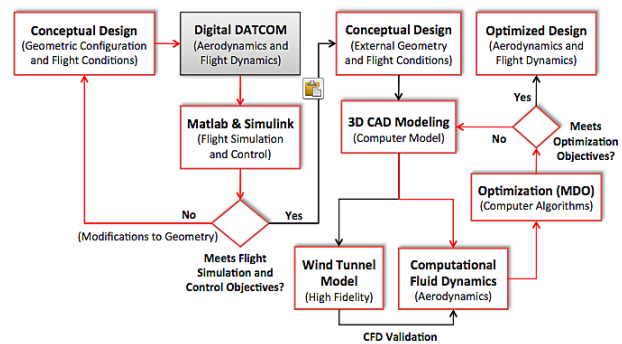 Conceptual Design
(Geometric Configuration
and Flight Conditions)
Digital DATCOM
(Aerodynamics and
Flight Dynamics)
Conceptual Design
(External Geometry
and Flight Conditions)
Optimized Design
(Aerodynamics and
Flight Dynamics)
Matlab & Simulink
(Flight Simulation
and Control)
3D CAD Modeling
(Computer Model)
Yes
No
Meets
Optimization
Objectives?
Optimization (MDO)
(Computer Algorithms)
No
Yes
(Modifications to Geometry)
Meets Flight
Simulation and
Control Objectives?
Wind Tunnel
Model
(High Fidelity)
Computational
Fluid Dynamics
(Aerodynamics)
CFD Validation